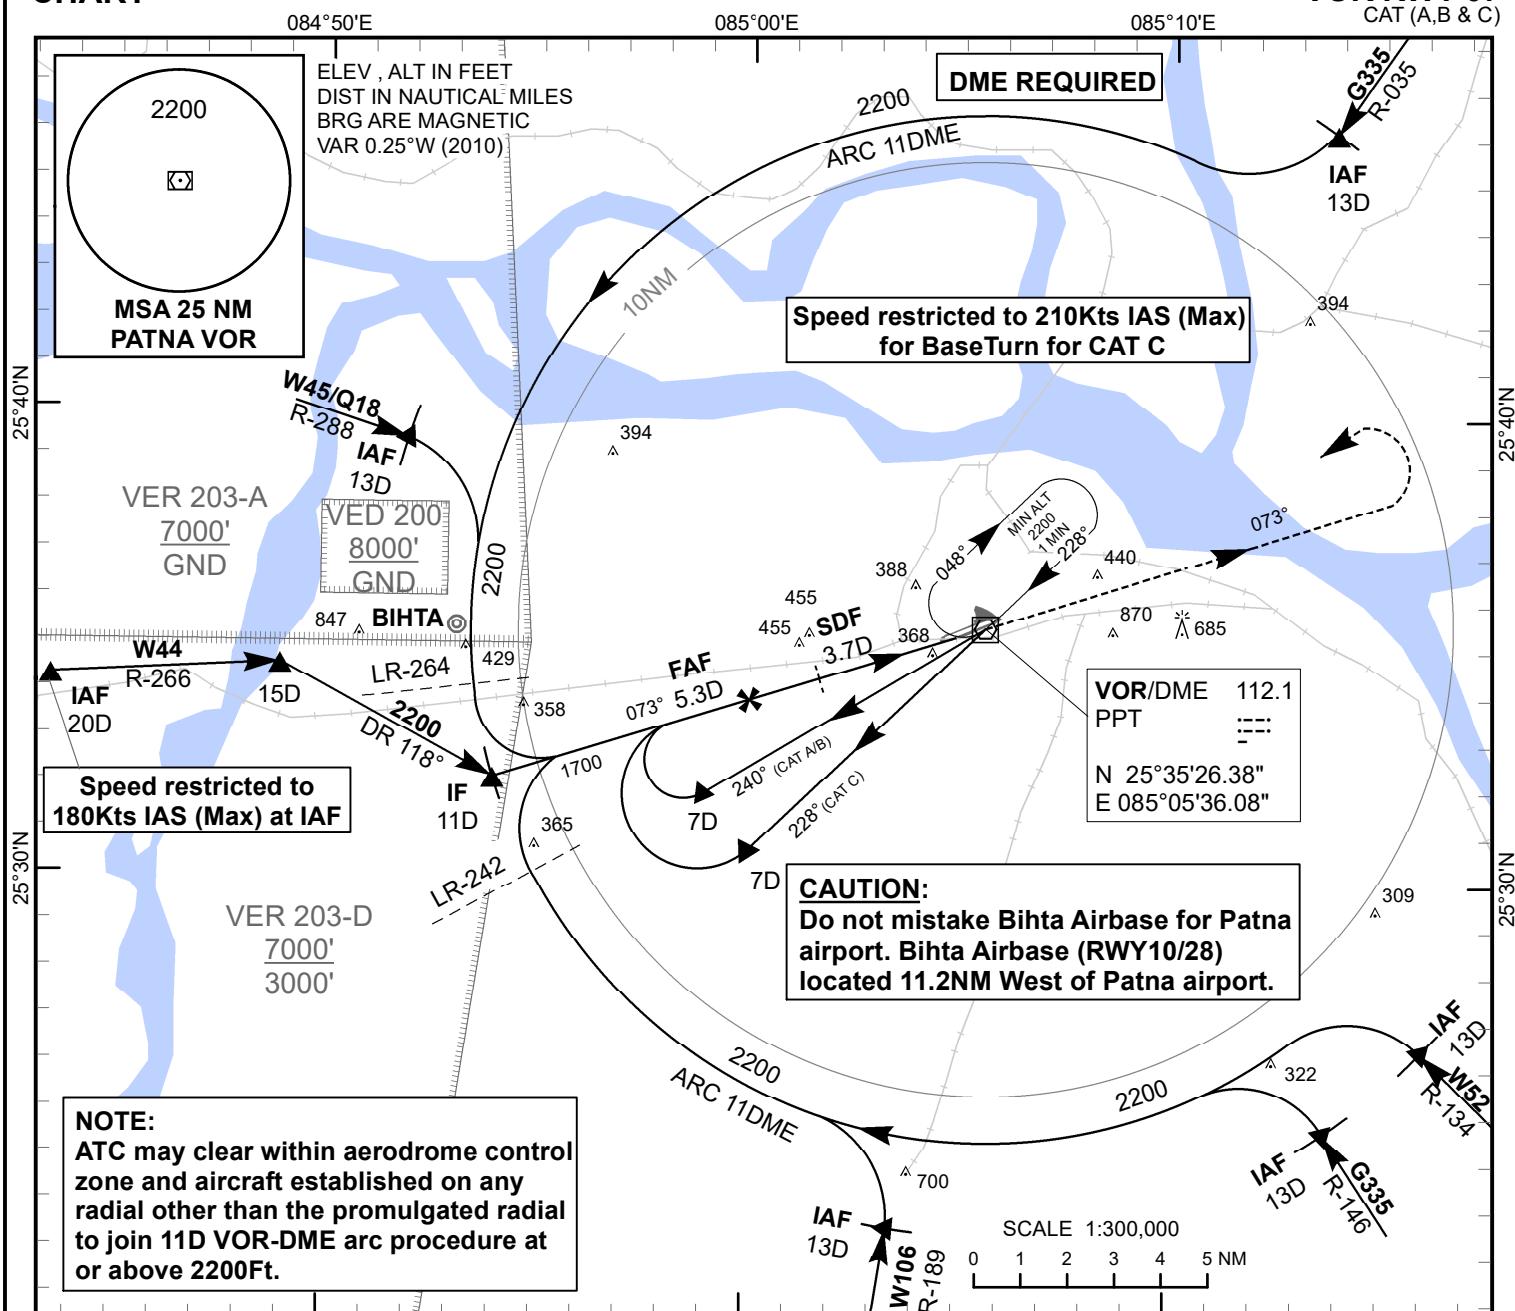 084°50'E
085°00'E
085°10'E
CAT (A,B & C)
2200
MSA 25 NM
PATNA VOR
ELEV , ALT IN FEET
DIST IN NAUTICAL MILES
BRG ARE MAGNETIC
VAR 0.25°W (2010)
DME REQUIRED
2200
ARC 11DME
G335
R-035
IAF
13D
10NM
Speed restricted to 210Kts IAS (Max)
for BaseTurn for CAT C
394
25°40'N
25°40'N
W45/Q18
R-288
IAF
13D
394
VER 203-A
7000'
GND
VED 200
8000'
GND
2200
MIN ALT
2200
1 MIN
048°
228°
073°
388
440
455
455
SDF
3.7D
368
870
685
847
BIHTA
429
W44
R-266
LR-264
IAF
20D
15D
FAF
5.3D
073°
358
2200
DR 118°
VOR/DME 112.1
PPT
N 25°35'26.38"
E 085°05'36.08"
1700
240° (CAT A/B)
228° (CAT C)
Speed restricted to
180Kts IAS (Max) at IAF
IF
11D
7D
365
7D
25°30'N
25°30'N
LR-242
CAUTION:
Do not mistake Bihta Airbase for Patna
airport. Bihta Airbase (RWY10/28)
located 11.2NM West of Patna airport.
309
VER 203-D
7000'
3000'
IAF
13D
W52
R-134
2200
ARC 11DME
2200
322
NOTE:
ATC may clear within aerodrome control
zone and aircraft established on any
radial other than the promulgated radial
to join 11D VOR-DME arc procedure at
or above 2200Ft.
700
IAF
13D
G335
R-146
IAF
13D
W106
R-189
SCALE 1:300,000
0 1 2 3 4 5 NM